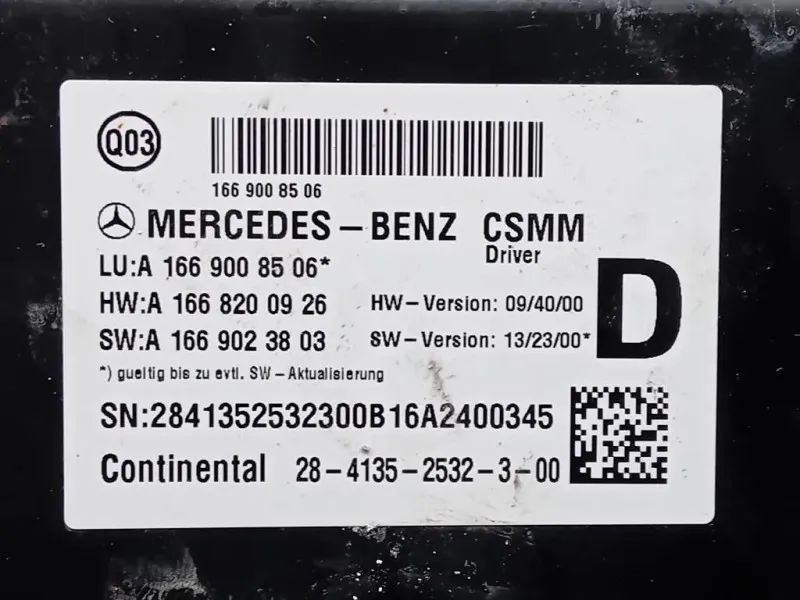 Q03
166 900 85 06
MERCEDES-BENZ CSMM
Driver
LU:A 166 900 85 06*
HW:A 166 820 09 26 HW-Version: 09/40/00
SW:A 166 902 38 03 SW-Version: 13/23/00*
D
*) gueltig bis zu evtl. SW-Aktualisierung
SN:2841352532300B16A2400345
Continental 28-4135-2532-3-00